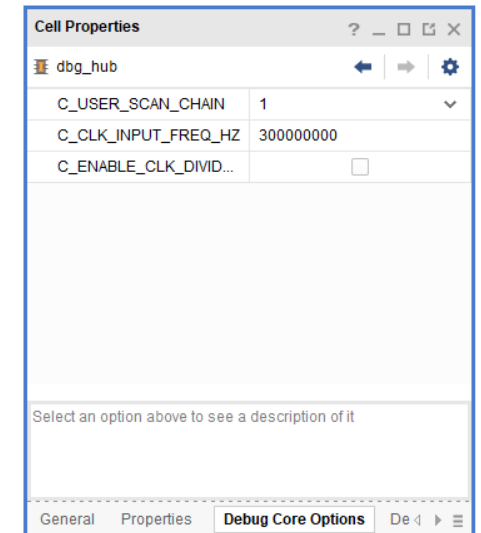 Cell Properties
dbg_hub
C_USER_SCAN_CHAIN 1
C_CLK_INPUT_FREQ_HZ 300000000
C_ENABLE_CLK_DIVID...
Select an option above to see a description of it
General Properties Debug Core Options De